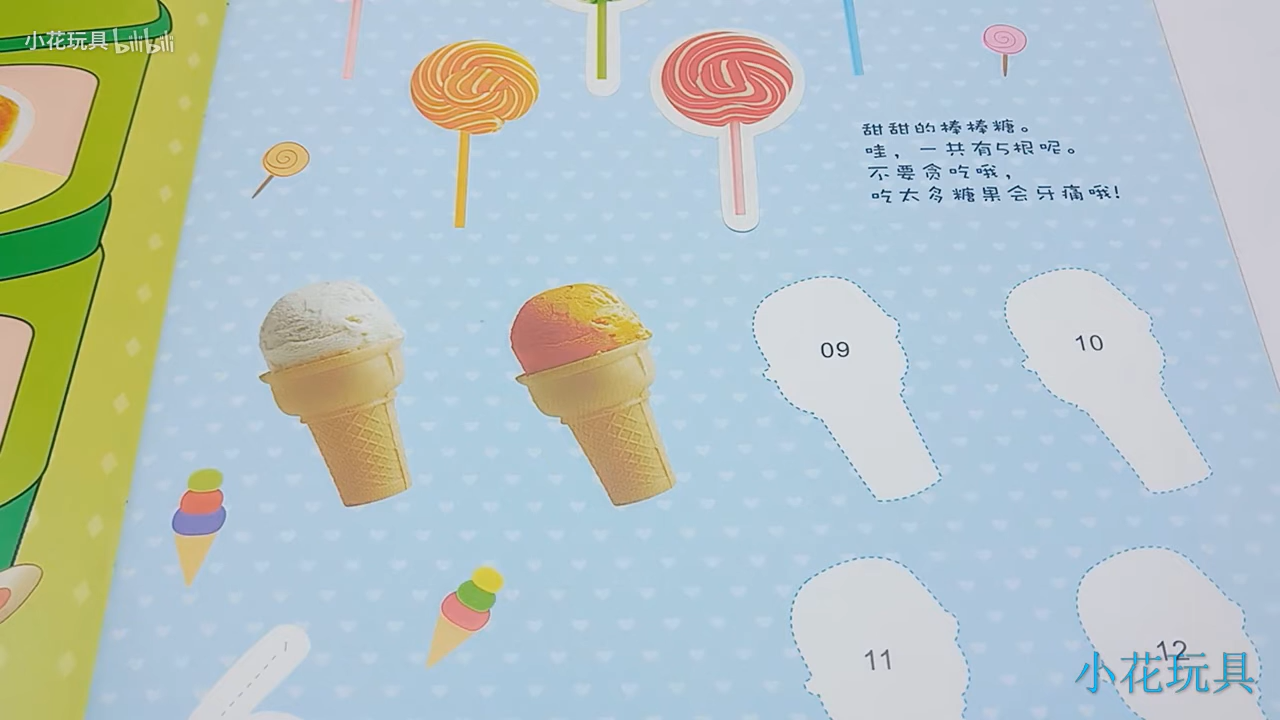 小花玩具 bilibili
甜甜的棒棒糖。
哇，一共有5根呢。
不要贪吃哦，
吃太多糖果会牙痛哦!
09
10
11
12
小花玩具